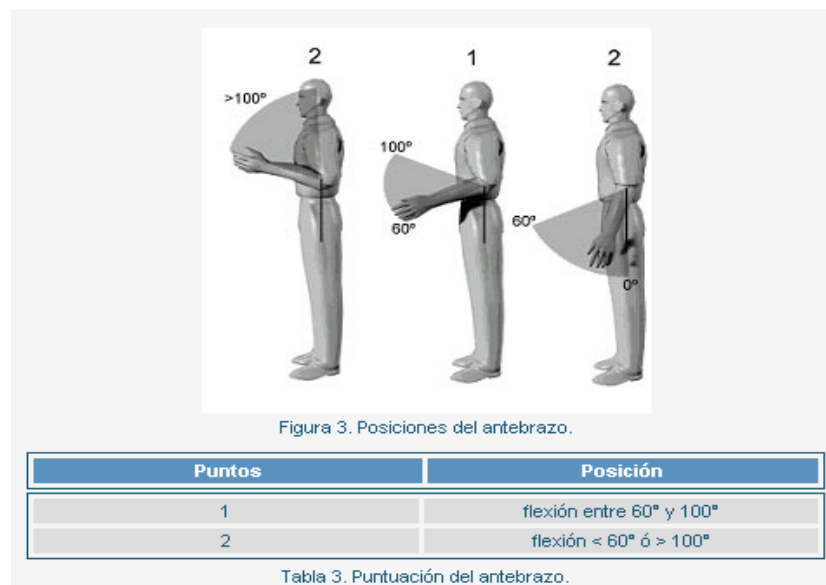 2 1 2
>100º
100º
60º
60º
0º
Figura 3. Posiciones del antebrazo.
Puntos Posición
1 flexión entre 60º y 100º
2 flexión < 60º ó > 100º
Tabla 3. Puntuación del antebrazo.